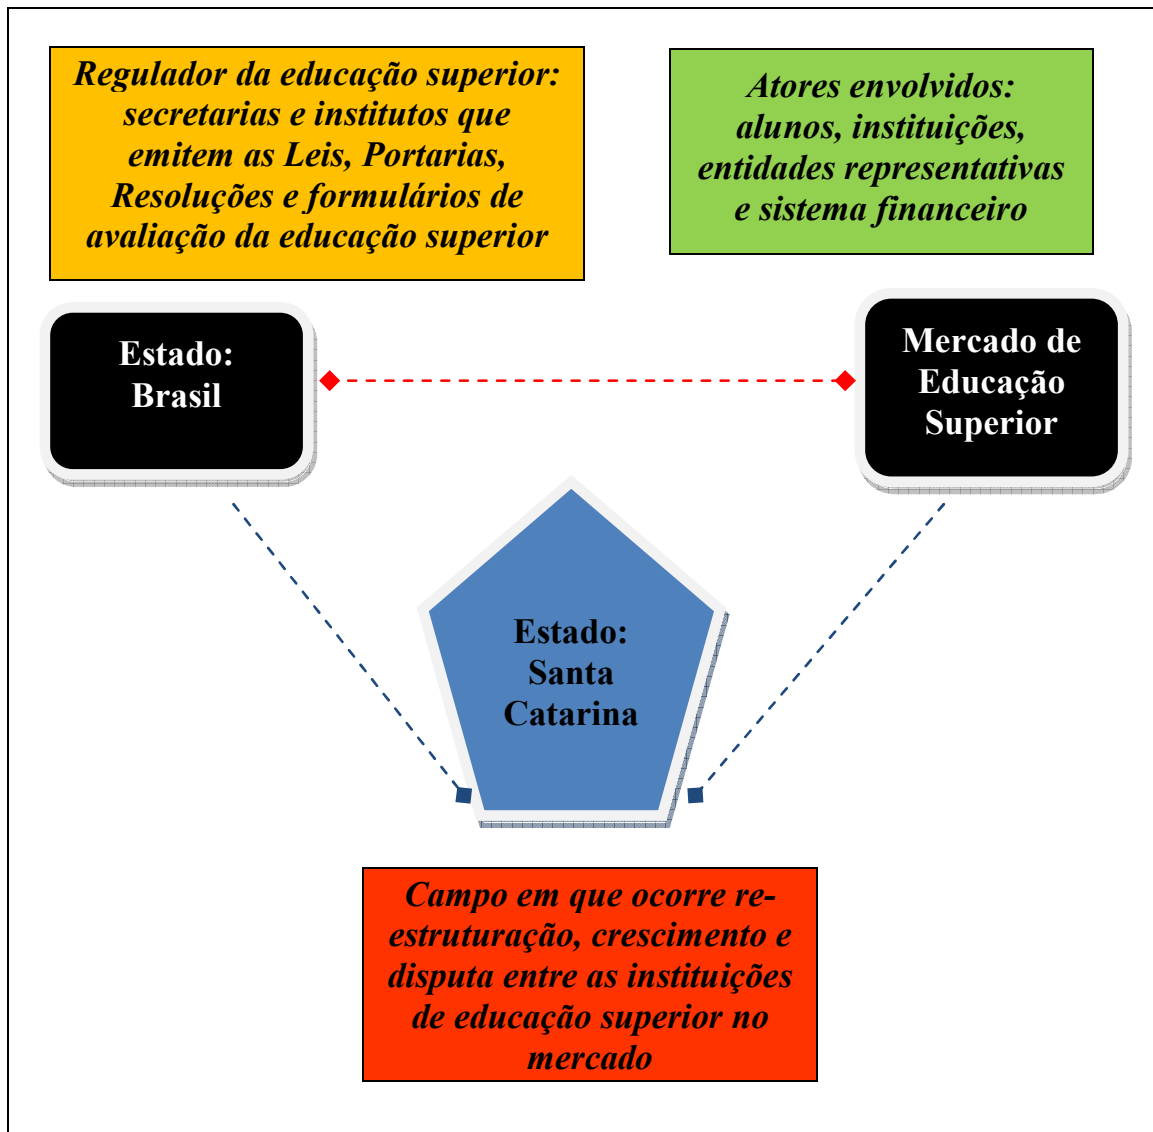 Regulador da educação superior:
secretarias e institutos que
emitem as Leis, Portarias,
Resoluções e formulários de
avaliação da educação superior
Atores envolvidos:
alunos, instituições,
entidades representativas
e sistema financeiro
Estado:
Brasil
Mercado de
Educação
Superior
Estado:
Santa
Catarina
Campo em que ocorre re-
estruturação, crescimento e
disputa entre as instituições
de educação superior no
mercado